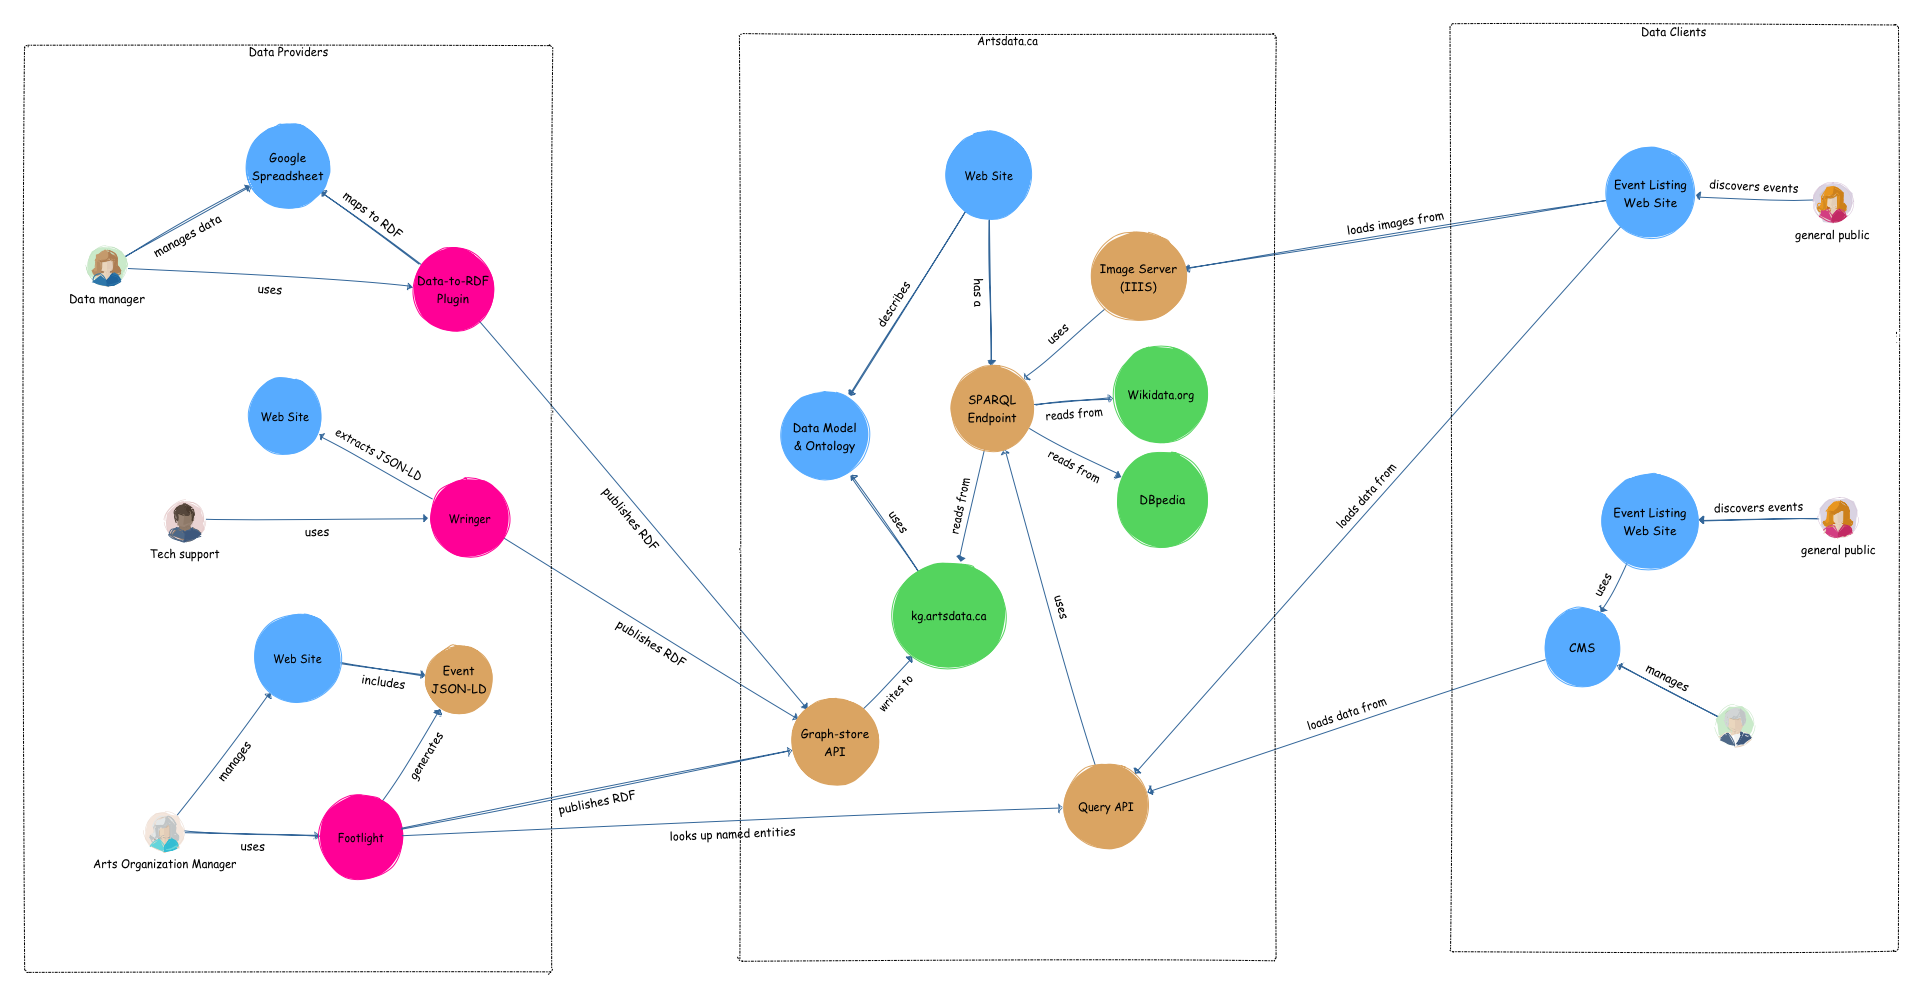 Data Providers
Google
Spreadsheet
manages data
maps to RDF
Data manager
uses
Data-to-RDF
Plugin
Web Site
extracts JSON-LD
Tech support
uses
Wringer
Web Site
includes
Event
JSON-LD
manages
generates
Arts Organization Manager
uses
Footlight
publishes RDF
publishes RDF
publishes RDF
looks up named entities
Artsdata.ca
Web Site
describes
has a
Image Server
(IIIS)
uses
SPARQL
Endpoint
reads from
Wikidata.org
reads from
DBpedia
reads from
Data Model
& Ontology
uses
kg.artsdata.ca
uses
writes to
Graph-store
API
Query API
Data Clients
Event Listing
Web Site
discovers events
general public
loads images from
loads data from
Event Listing
Web Site
discovers events
general public
uses
CMS
manages
loads data from